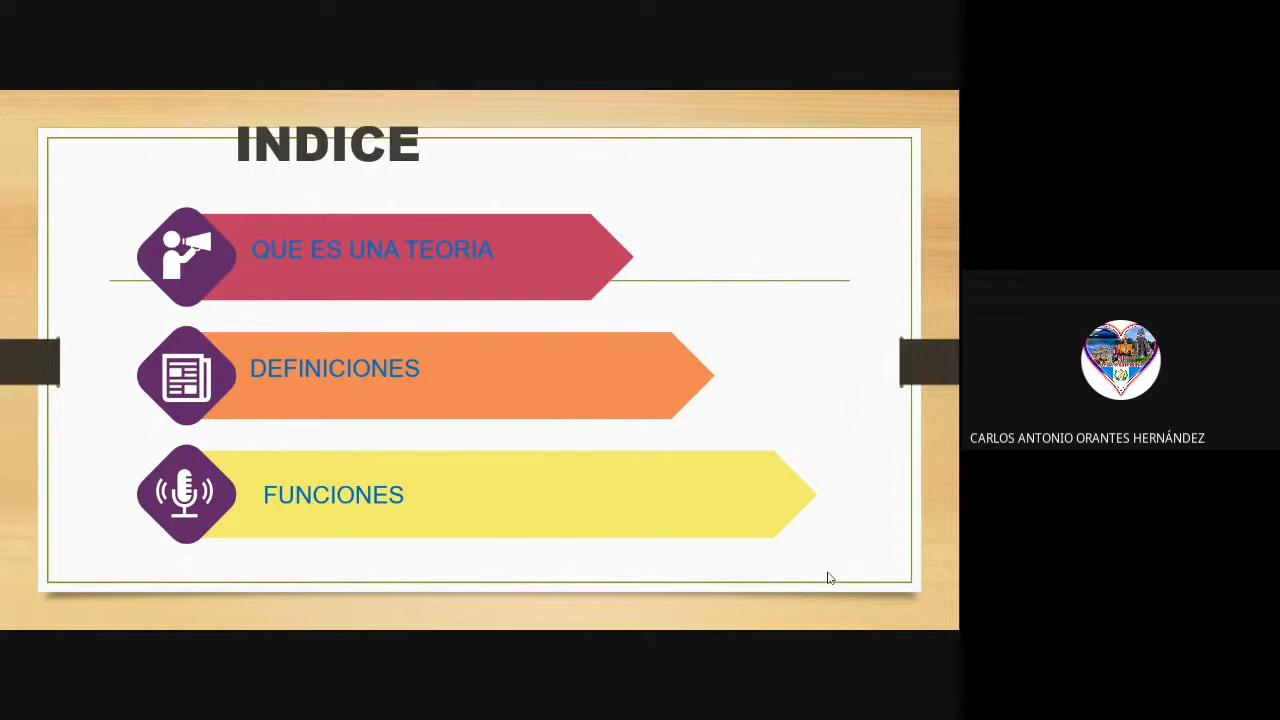 INDICE
QUE ES UNA TEORIA
DEFINICIONES
FUNCIONES
CARLOS ANTONIO ORANTES HERNÁNDEZ